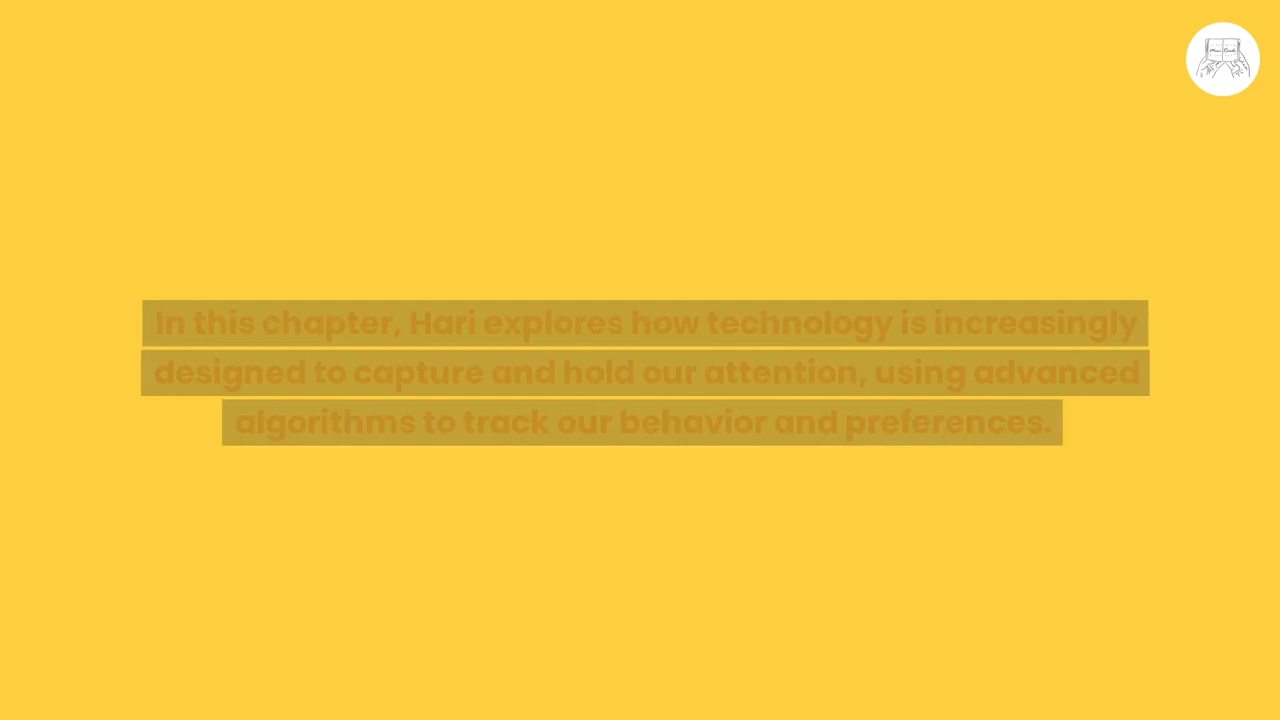 In this chapter, Hari explores how technology is increasingly
designed to capture and hold our attention, using advanced
algorithms to track our behavior and preferences.